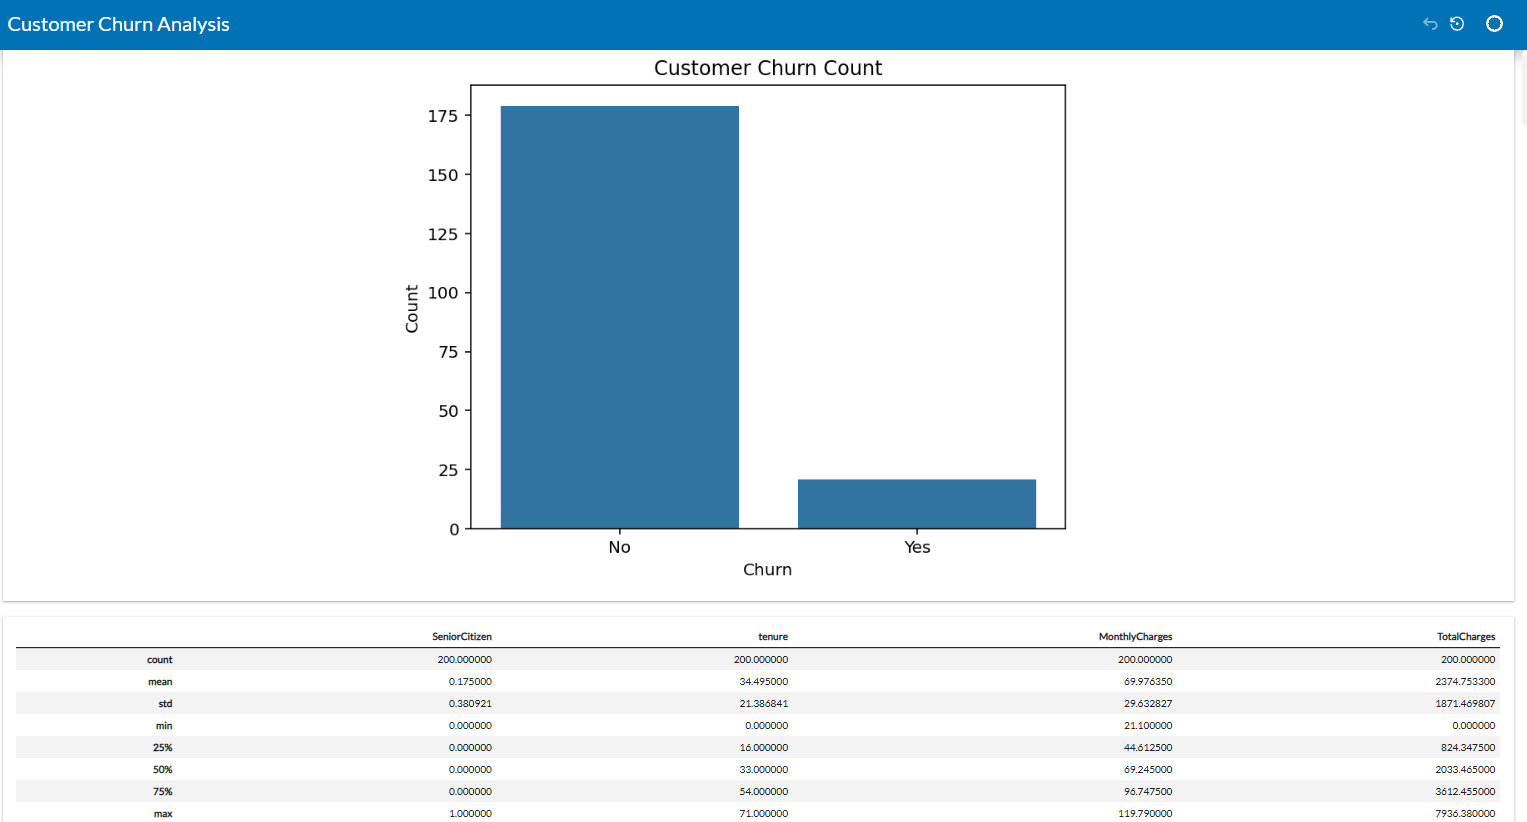 Customer Churn Analysis
Customer Churn Count
175
150
125
100
75
50
25
0
Count
No Yes
Churn
SeniorCitizen tenure MonthlyCharges TotalCharges
count 200.000000 200.000000 200.000000 200.000000
mean 0.175000 34.495000 69.976350 2374.753300
std 0.380921 21.386841 29.632827 1871.469807
min 0.000000 0.000000 21.100000 0.000000
25% 0.000000 16.000000 44.612500 824.347500
50% 0.000000 33.000000 69.245000 2033.465000
75% 0.000000 54.000000 96.747500 3612.455000
max 1.000000 71.000000 119.790000 7936.380000